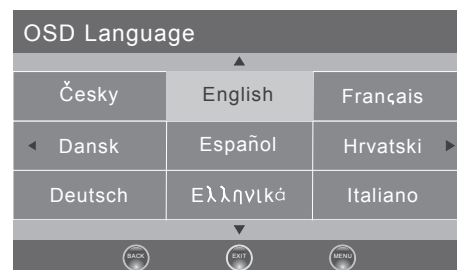 OSD Language
Česky English Français
Dansk Español Hrvatski
Deutsch Ελληνικά Italiano
BACK EXIT MENU